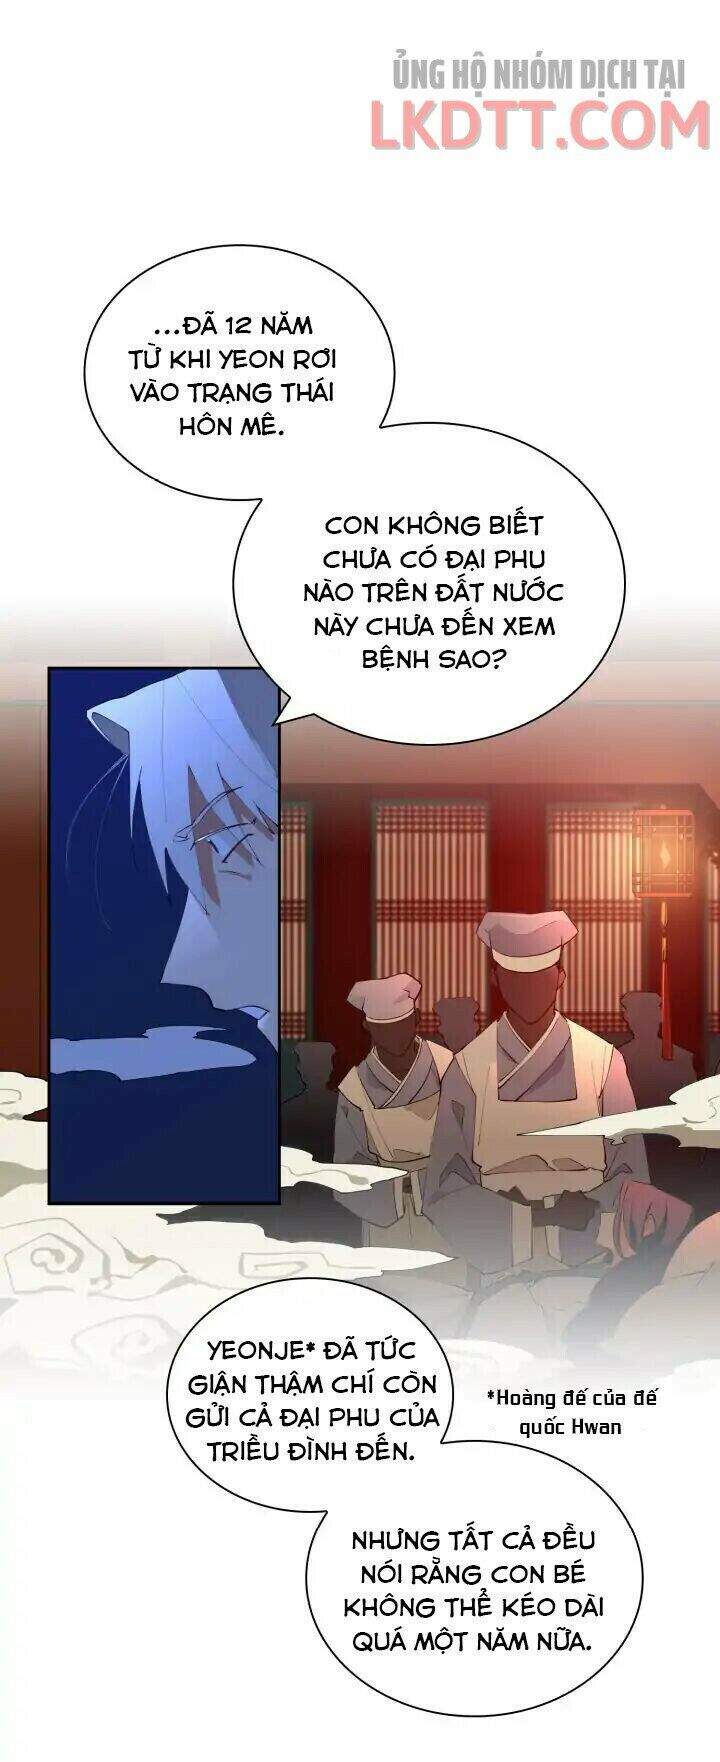 ỦNG HỘ NHÓM DỊCH TẠI
LKDTT.COM
...ĐÃ 12 NĂM
TỪ KHI YEON RƠI
VÀO TRẠNG THÁI
HÔN MÊ.
CON KHÔNG BIẾT
CHƯA CÓ ĐẠI PHU
NÀO TRÊN ĐẤT NƯỚC
NÀY CHƯA ĐẾN XEM
BỆNH SAO?
YEONJE* ĐÃ TỨC
GIẬN THẬM CHÍ CÒN
GỬI CẢ ĐẠI PHU CỦA
TRIỀU ĐÌNH ĐẾN.
*Hoàng đế của đế
quốc Hwan
NHƯNG TẤT CẢ ĐỀU
NÓI RẰNG CON BÉ
KHÔNG THỂ KÉO DÀI
QUÁ MỘT NĂM NỮA.